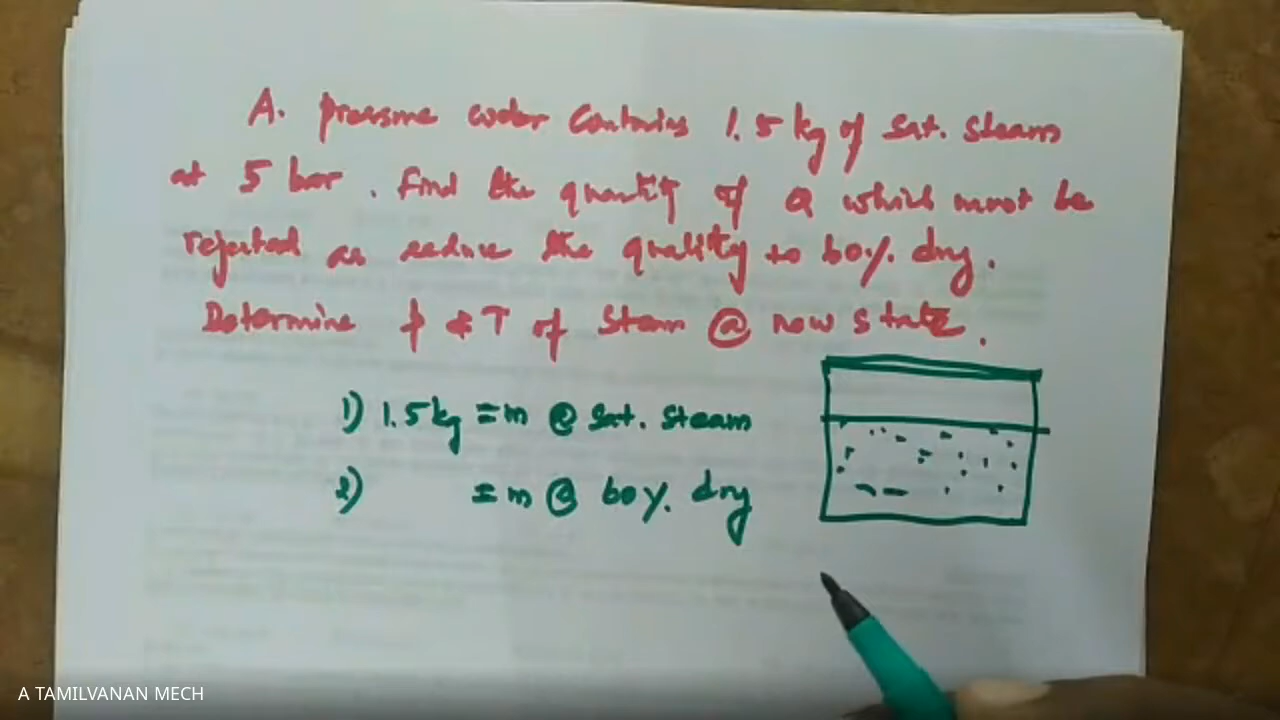 A. pressure cooker Contains 1.5 kg of Sat. Steam
at 5 bar. Find the quantity of Q which must be
rejected as reduce the quality to 60%. dry.
Determine p & T of Steam @ new state.
1) 1.5 kg = m @ Sat. Steam
2) = m @ 60%. dry
A TAMILVANAN MECH